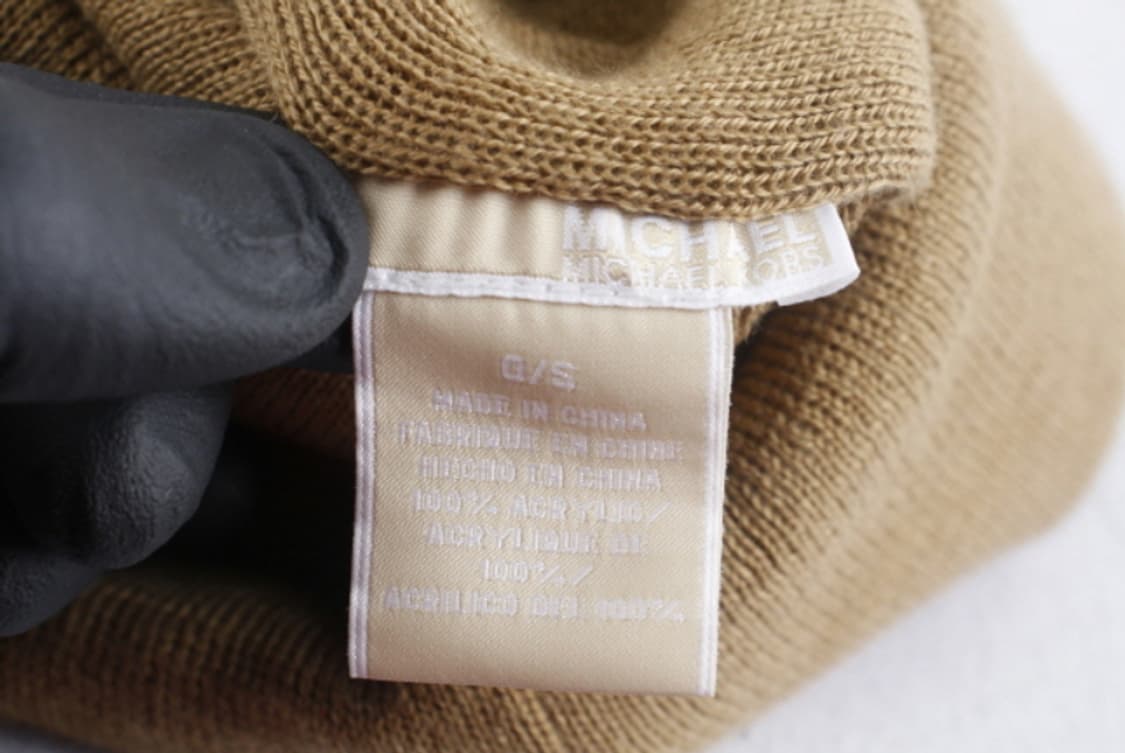 MICHAEL
MICHAEL KORS
O/S
MADE IN CHINA
FABRIQUE EN CHINE
HECHO EN CHINA
100% ACRYLIC/
ACRYLIQUE DE
100%/
ACRILICO DEL 100%